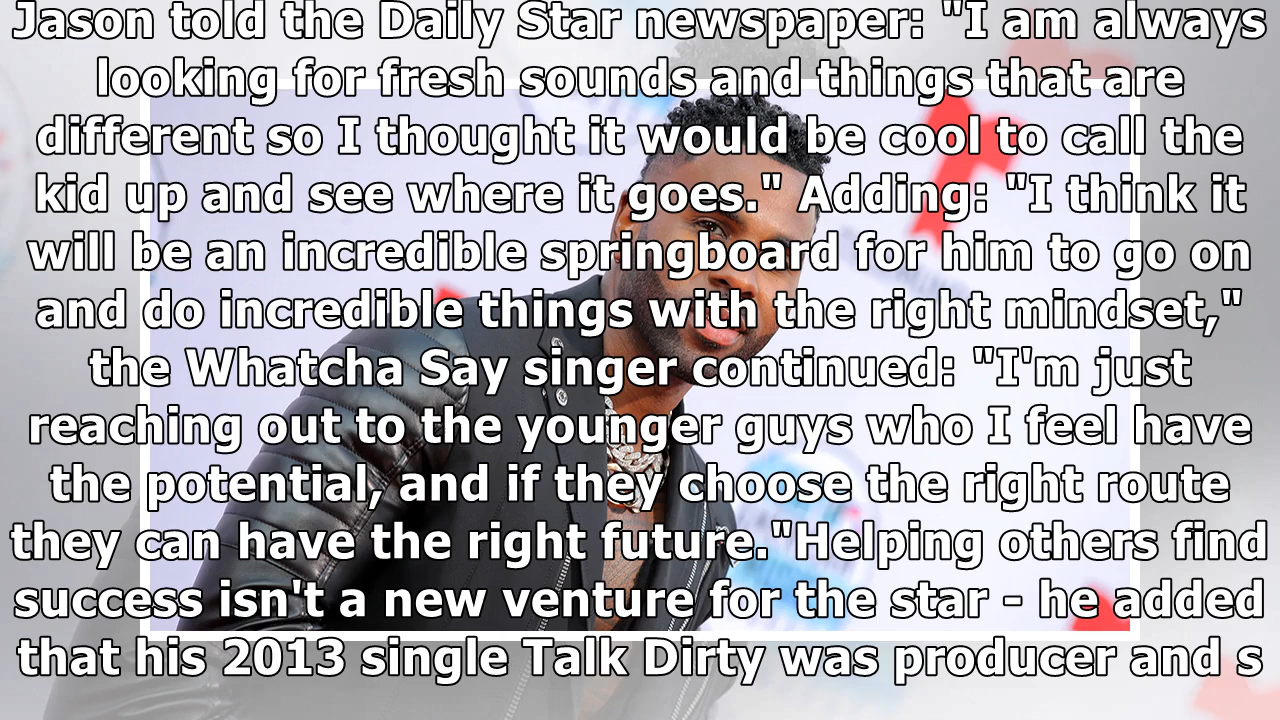 Jason told the Daily Star newspaper: "I am always
looking for fresh sounds and things that are
different so I thought it would be cool to call the
kid up and see where it goes." Adding: "I think it
will be an incredible springboard for him to go on
and do incredible things with the right mindset,"
the Whatcha Say singer continued: "I'm just
reaching out to the younger guys who I feel have
the potential, and if they choose the right route
they can have the right future."Helping others find
success isn't a new venture for the star - he added
that his 2013 single Talk Dirty was producer and s